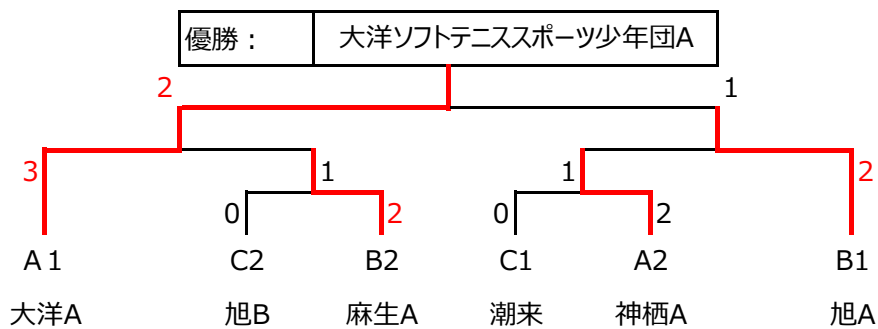 優勝： 大洋ソフトテニススポーツ少年団A
2 1
3 1 1 2
0 2 0 2
A1 C2 B2 C1 A2 B1
大洋A 旭B 麻生A 潮来 神栖A 旭A